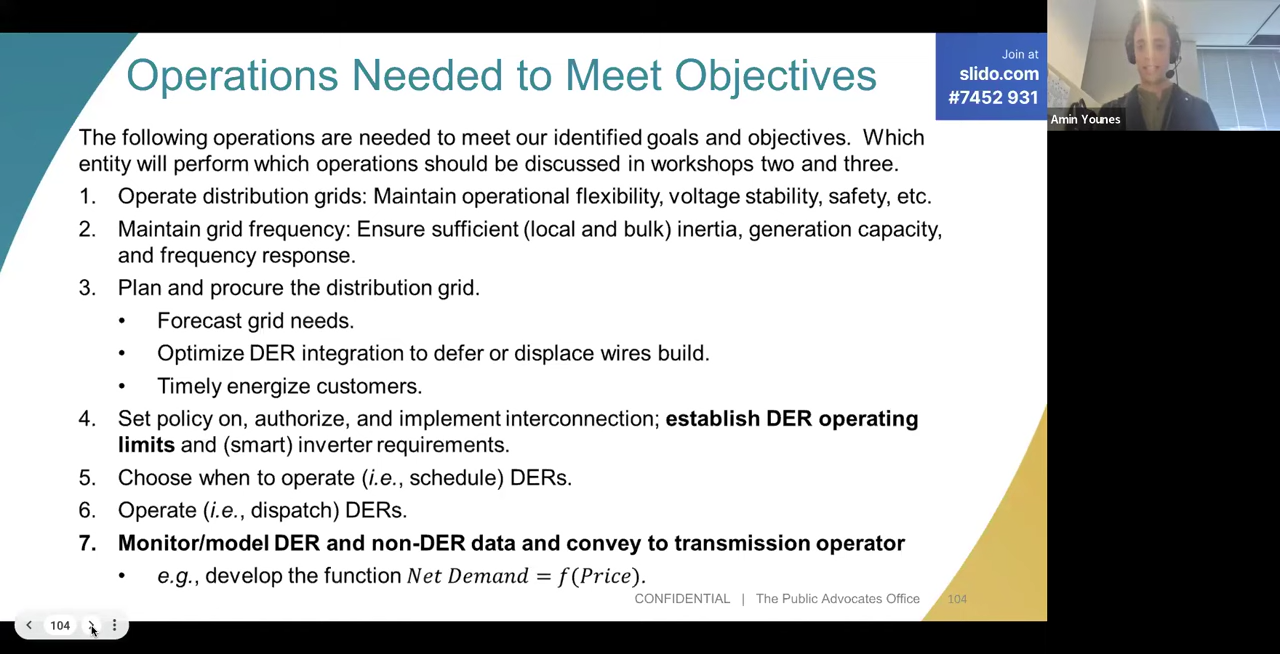 Operations Needed to Meet Objectives
Join at
slido.com
#7452 931
Amin Younes
The following operations are needed to meet our identified goals and objectives.  Which
entity will perform which operations should be discussed in workshops two and three.
1. Operate distribution grids: Maintain operational flexibility, voltage stability, safety, etc.
2. Maintain grid frequency: Ensure sufficient (local and bulk) inertia, generation capacity,
and frequency response.
3. Plan and procure the distribution grid.
• Forecast grid needs.
• Optimize DER integration to defer or displace wires build.
• Timely energize customers.
4. Set policy on, authorize, and implement interconnection; establish DER operating
limits and (smart) inverter requirements.
5. Choose when to operate (i.e., schedule) DERs.
6. Operate (i.e., dispatch) DERs.
7. Monitor/model DER and non-DER data and convey to transmission operator
• e.g., develop the function Net Demand = f(Price).
CONFIDENTIAL | The Public Advocates Office 104
104